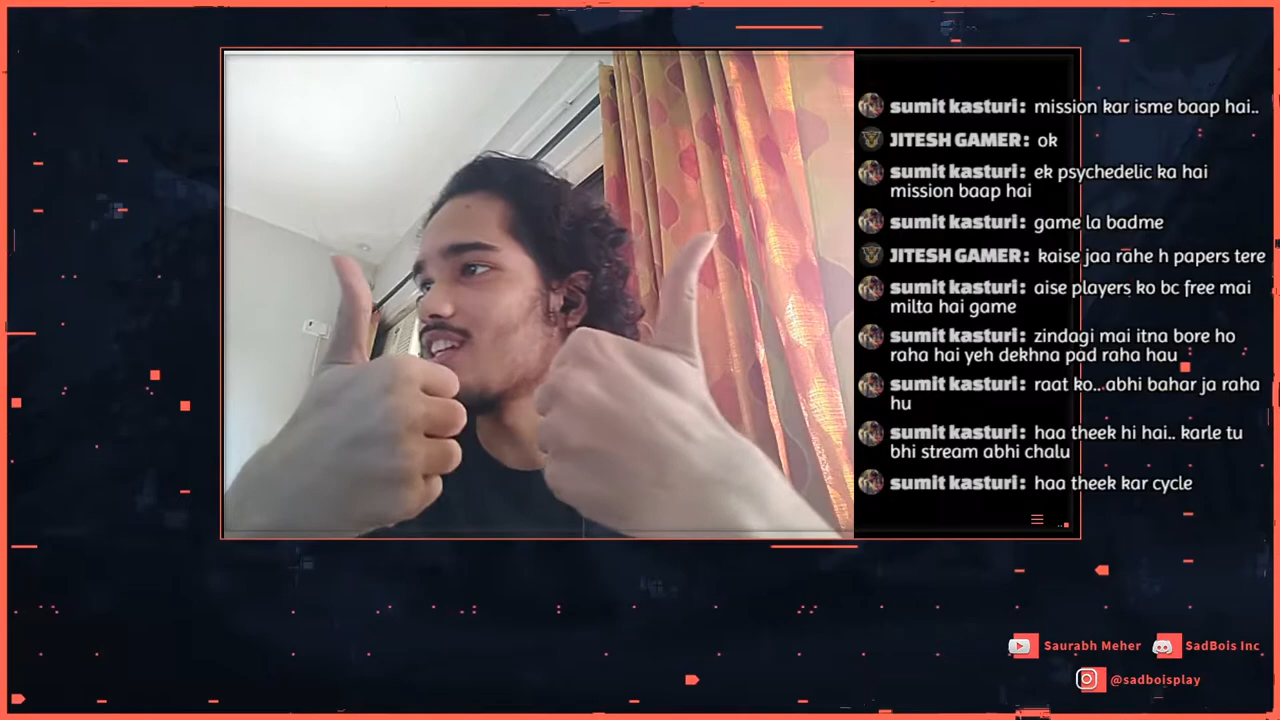 sumit kasturi: mission kar isme baap hai..
JITESH GAMER: ok
sumit kasturi: ek psychedelic ka hai
mission baap hai
sumit kasturi: game la badme
JITESH GAMER: kaise jaa rahe h papers tere
sumit kasturi: aise players ko bc free mai
milta hai game
sumit kasturi: zindagi mai itna bore ho
raha hai yeh dekhna pad raha hau
sumit kasturi: raat ko.. abhi bahar ja raha
hu
sumit kasturi: haa theek hi hai.. karle tu
bhi stream abhi chalu
sumit kasturi: haa theek kar cycle
Saurabh Meher SadBois Inc
@sadboisplay